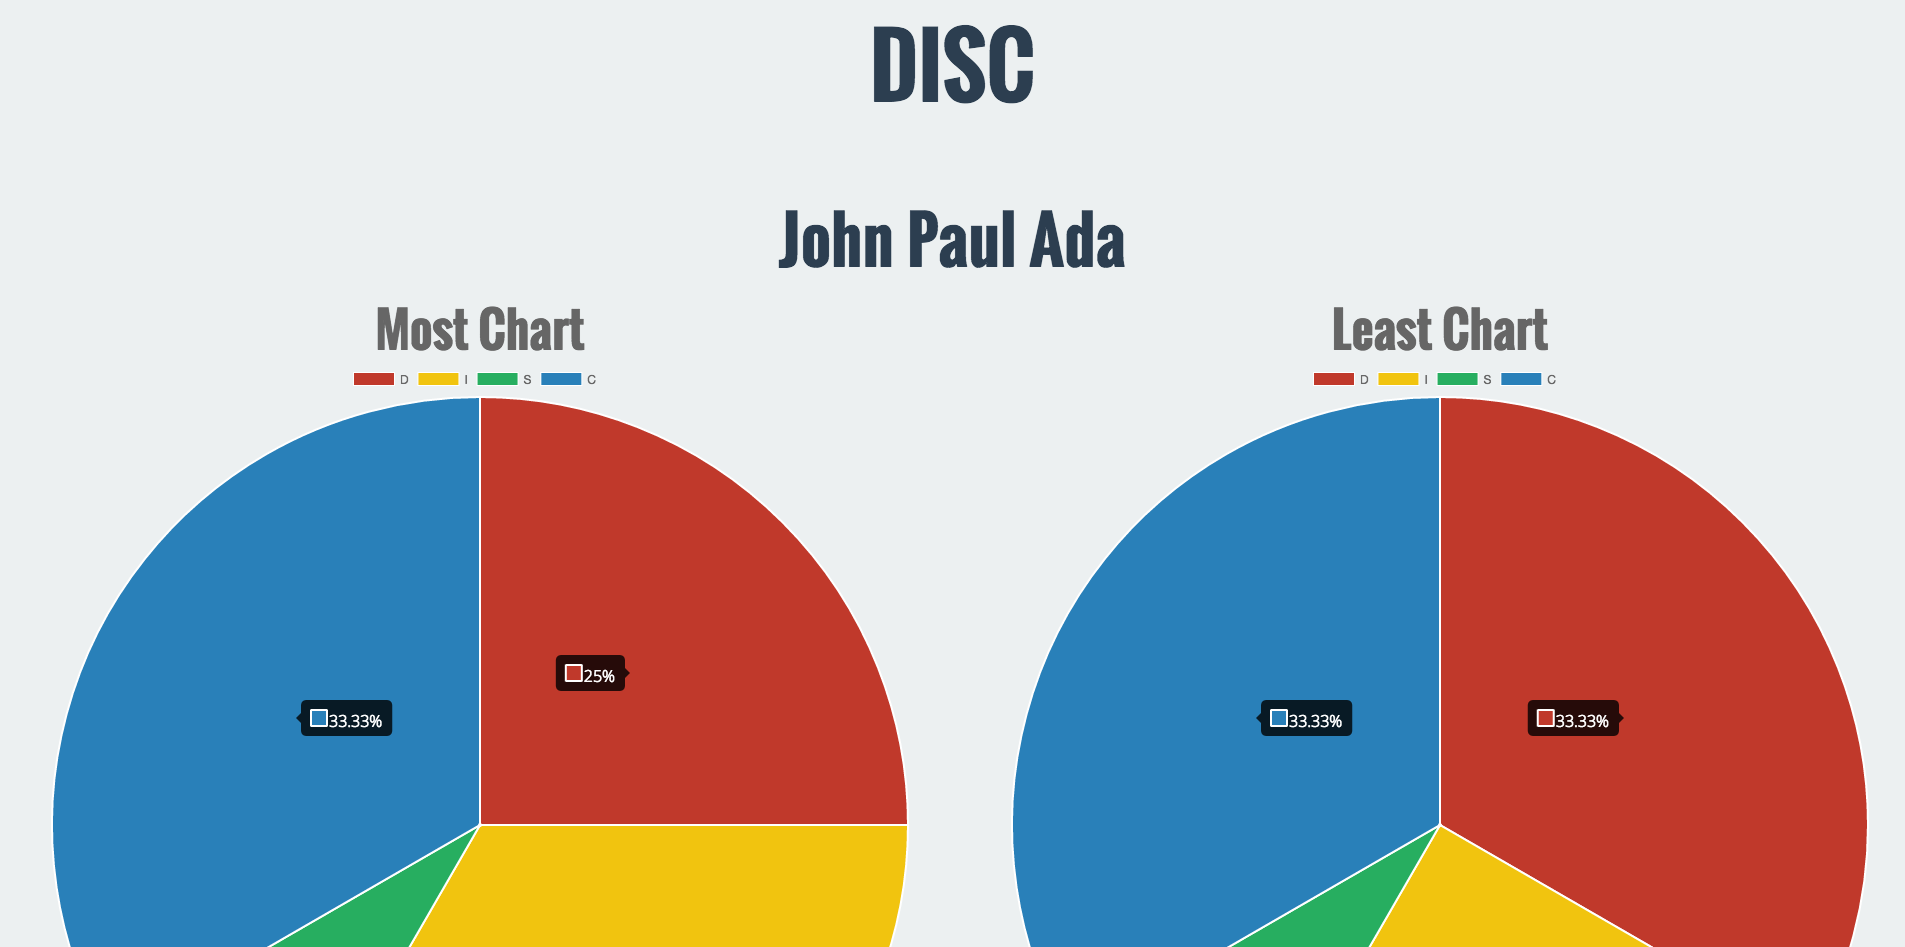 DISC
John Paul Ada
Most Chart
D I S C
25%
33.33%
Least Chart
D I S C
33.33%
33.33%